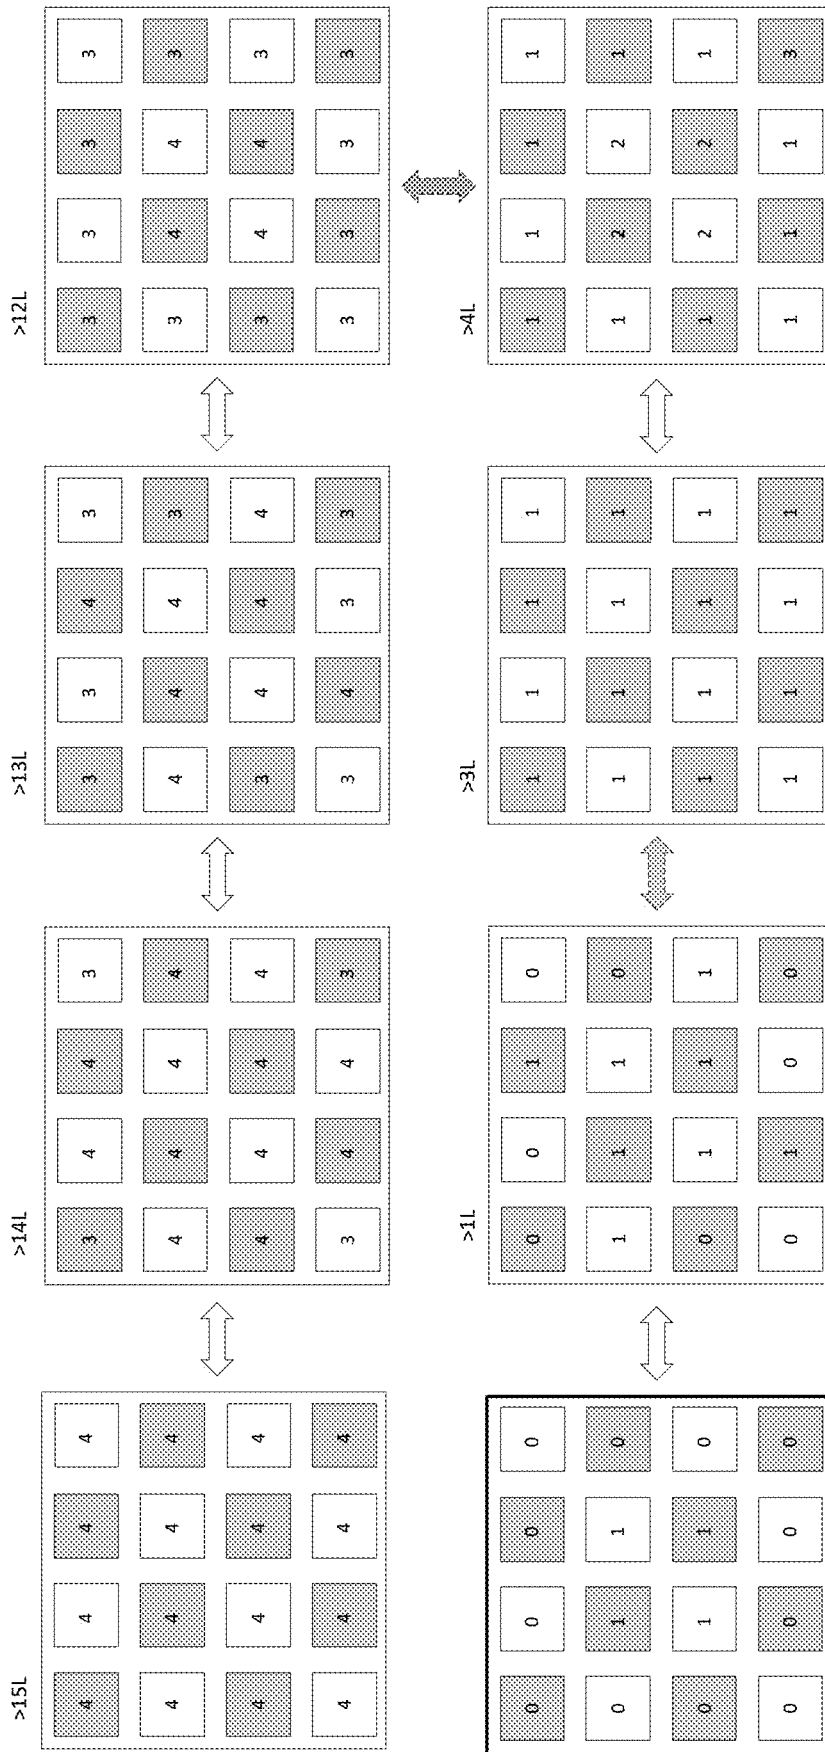 >15L
4 4 4 4
4 4 4 4
4 4 4 4
4 4 4 4
>14L
3 4 4 3
4 4 4 4
4 4 4 4
3 4 4 3
>13L
3 3 4 3
4 4 4 3
3 4 4 4
3 4 3 3
>12L
3 3 3 3
3 4 4 3
3 4 4 3
3 3 3 3
0 0 0 0
0 1 1 0
0 1 1 0
0 0 0 0
>1L
0 0 1 0
1 1 1 0
0 1 1 1
0 1 0 0
>3L
1 1 1 1
1 1 1 1
1 1 1 1
1 1 1 1
>4L
1 1 1 1
1 2 2 1
1 2 2 1
1 1 1 3